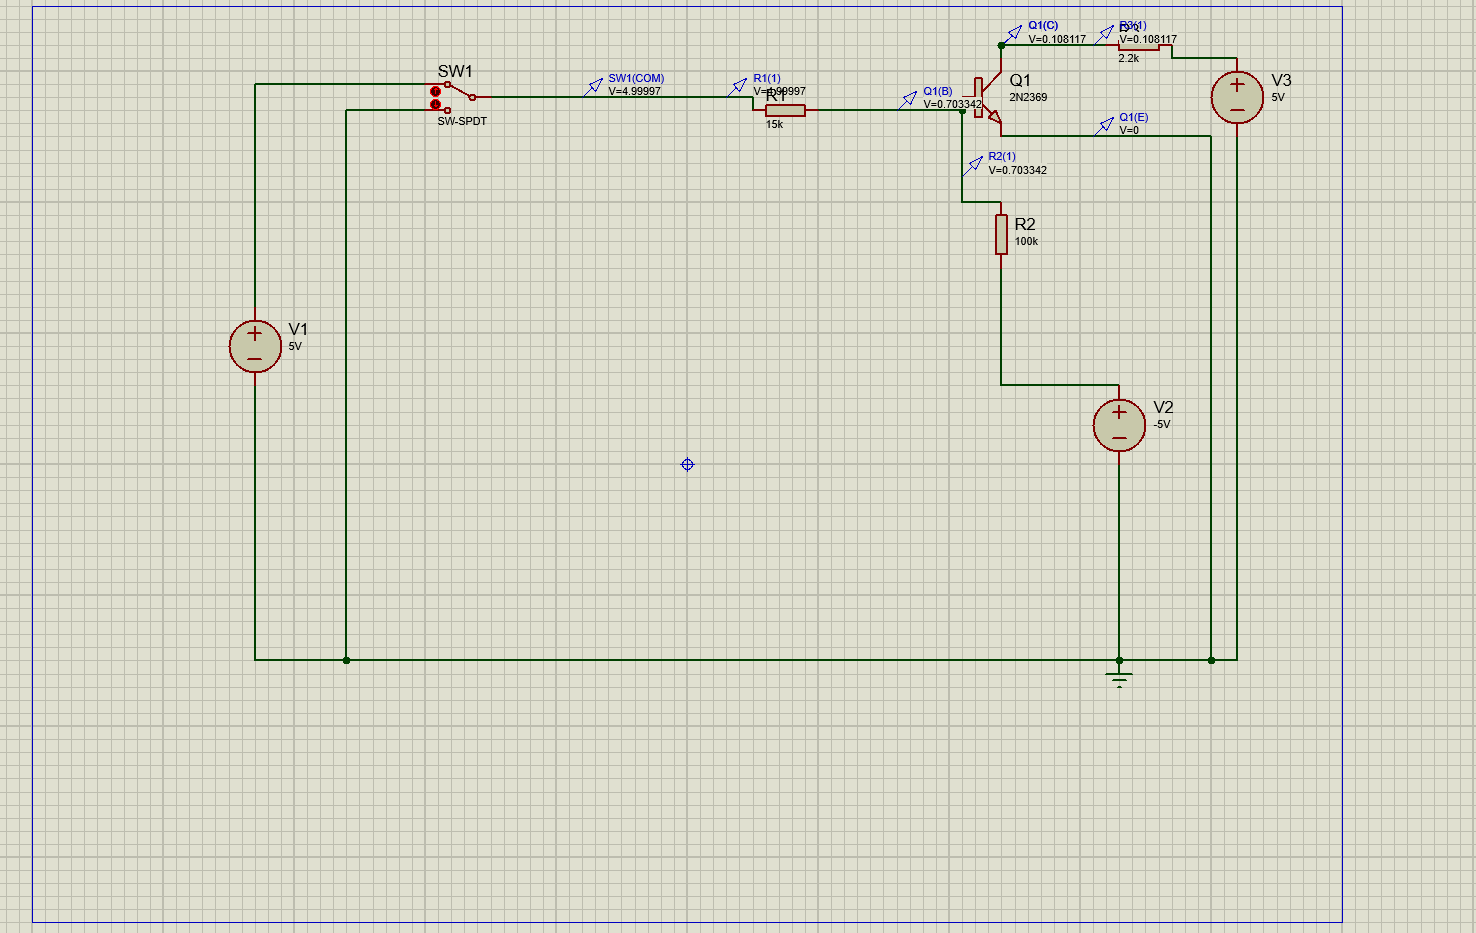 Q1(C)
V=0.108117
R3(1)
V=0.108117
2.2k
SW1
SW-SPDT
SW1(COM)
V=4.99997
R1(1)
V=4.99997
R1
15k
Q1(B)
V=0.703342
Q1
2N2369
V3
5V
Q1(E)
V=0
R2(1)
V=0.703342
R2
100k
V1
5V
V2
-5V